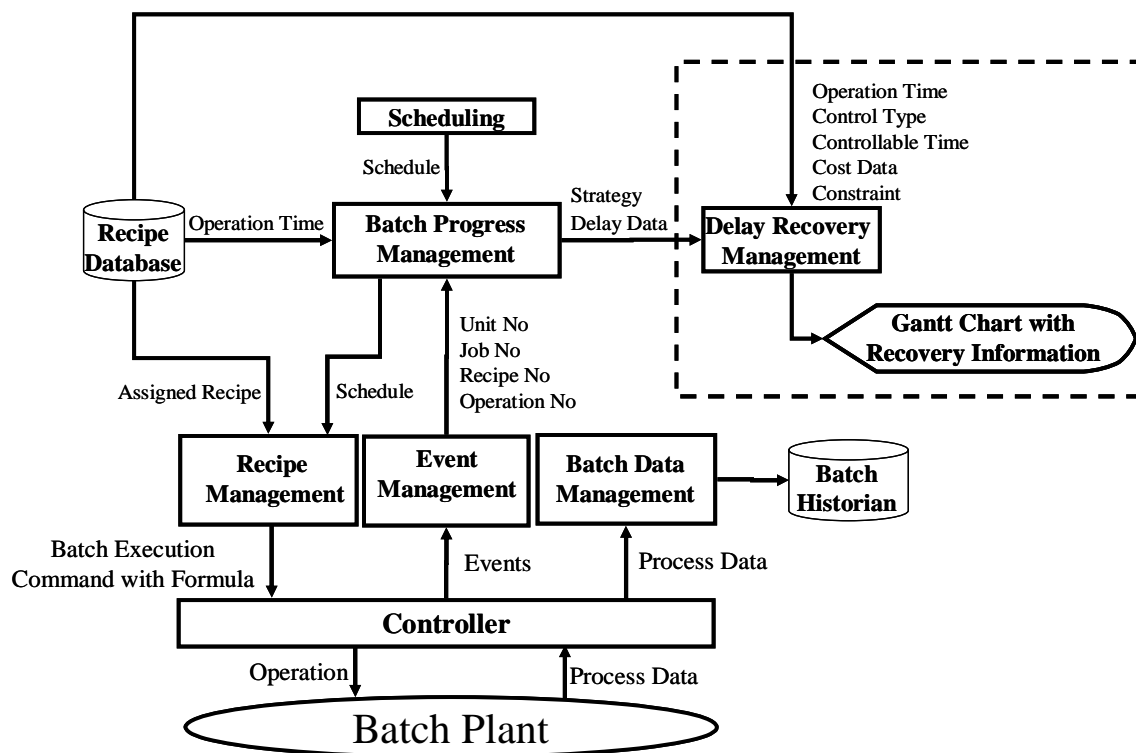 Operation Time
Control Type
Controllable Time
Cost Data
Constraint
Scheduling
Schedule
Strategy
Delay Data
Recipe
Database
Operation Time
Batch Progress
Management
Delay Recovery
Management
Gantt Chart with
Recovery Information
Unit No
Job No
Recipe No
Operation No
Assigned Recipe
Schedule
Recipe
Management
Event
Management
Batch Data
Management
Batch
Historian
Batch Execution
Command with Formula
Events
Process Data
Controller
Operation
Process Data
Batch Plant